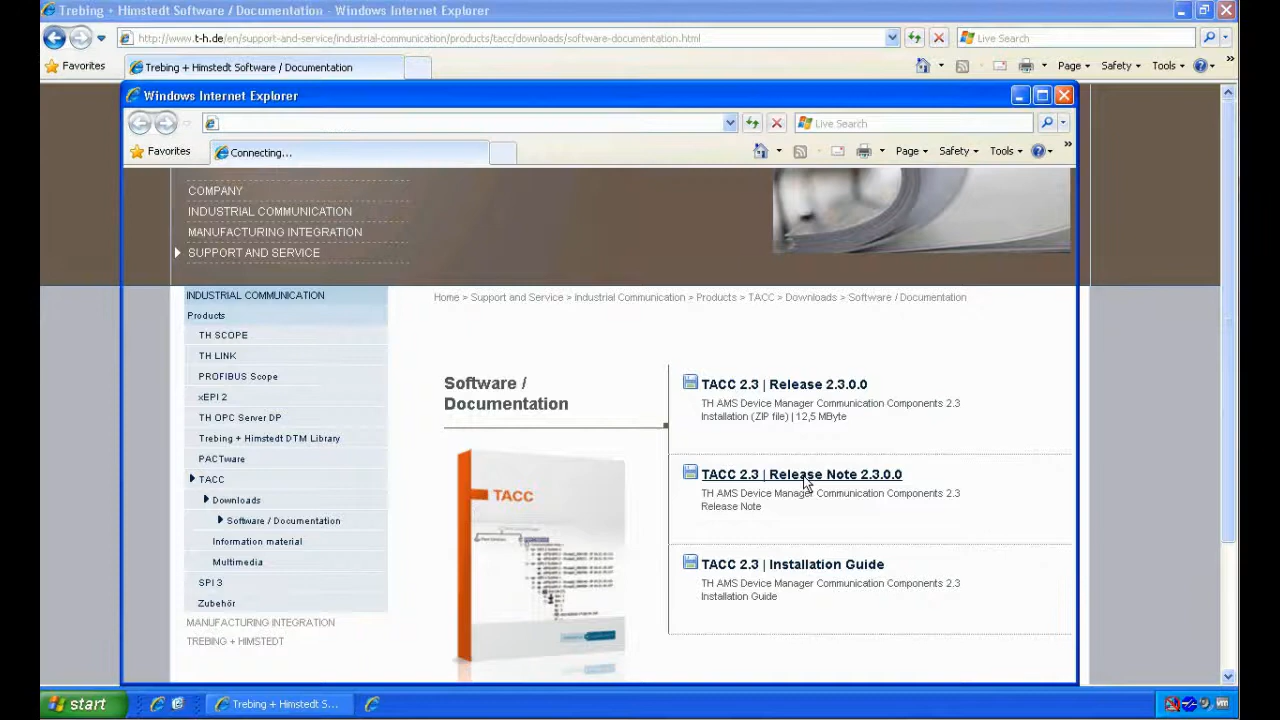 Trebing + Himstedt Software / Documentation - Windows Internet Explorer
http://www.t-h.de/en/support-and-service/industrial-communication/products/tacc/downloads/software-documentation.html
Live Search
Favorites
Trebing + Himstedt Software / Documentation
Page
Safety
Tools
Windows Internet Explorer
Live Search
Favorites
Connecting...
Page
Safety
Tools
COMPANY
INDUSTRIAL COMMUNICATION
MANUFACTURING INTEGRATION
SUPPORT AND SERVICE
INDUSTRIAL COMMUNICATION
Products
TH SCOPE
TH LINK
PROFIBUS Scope
xEPI 2
TH OPC Server DP
Trebing + Himstedt DTM Library
PACTware
TACC
Downloads
Software / Documentation
Information material
Multimedia
SPI 3
Zubehör
MANUFACTURING INTEGRATION
TREBING + HIMSTEDT
Home > Support and Service > Industrial Communication > Products > TACC > Downloads > Software / Documentation
Software /
Documentation
TACC
TACC 2.3 | Release 2.3.0.0
TH AMS Device Manager Communication Components 2.3
Installation (ZIP file) | 12,5 MByte
TACC 2.3 | Release Note 2.3.0.0
TH AMS Device Manager Communication Components 2.3
Release Note
TACC 2.3 | Installation Guide
TH AMS Device Manager Communication Components 2.3
Installation Guide
start
Trebing + Himstedt S...